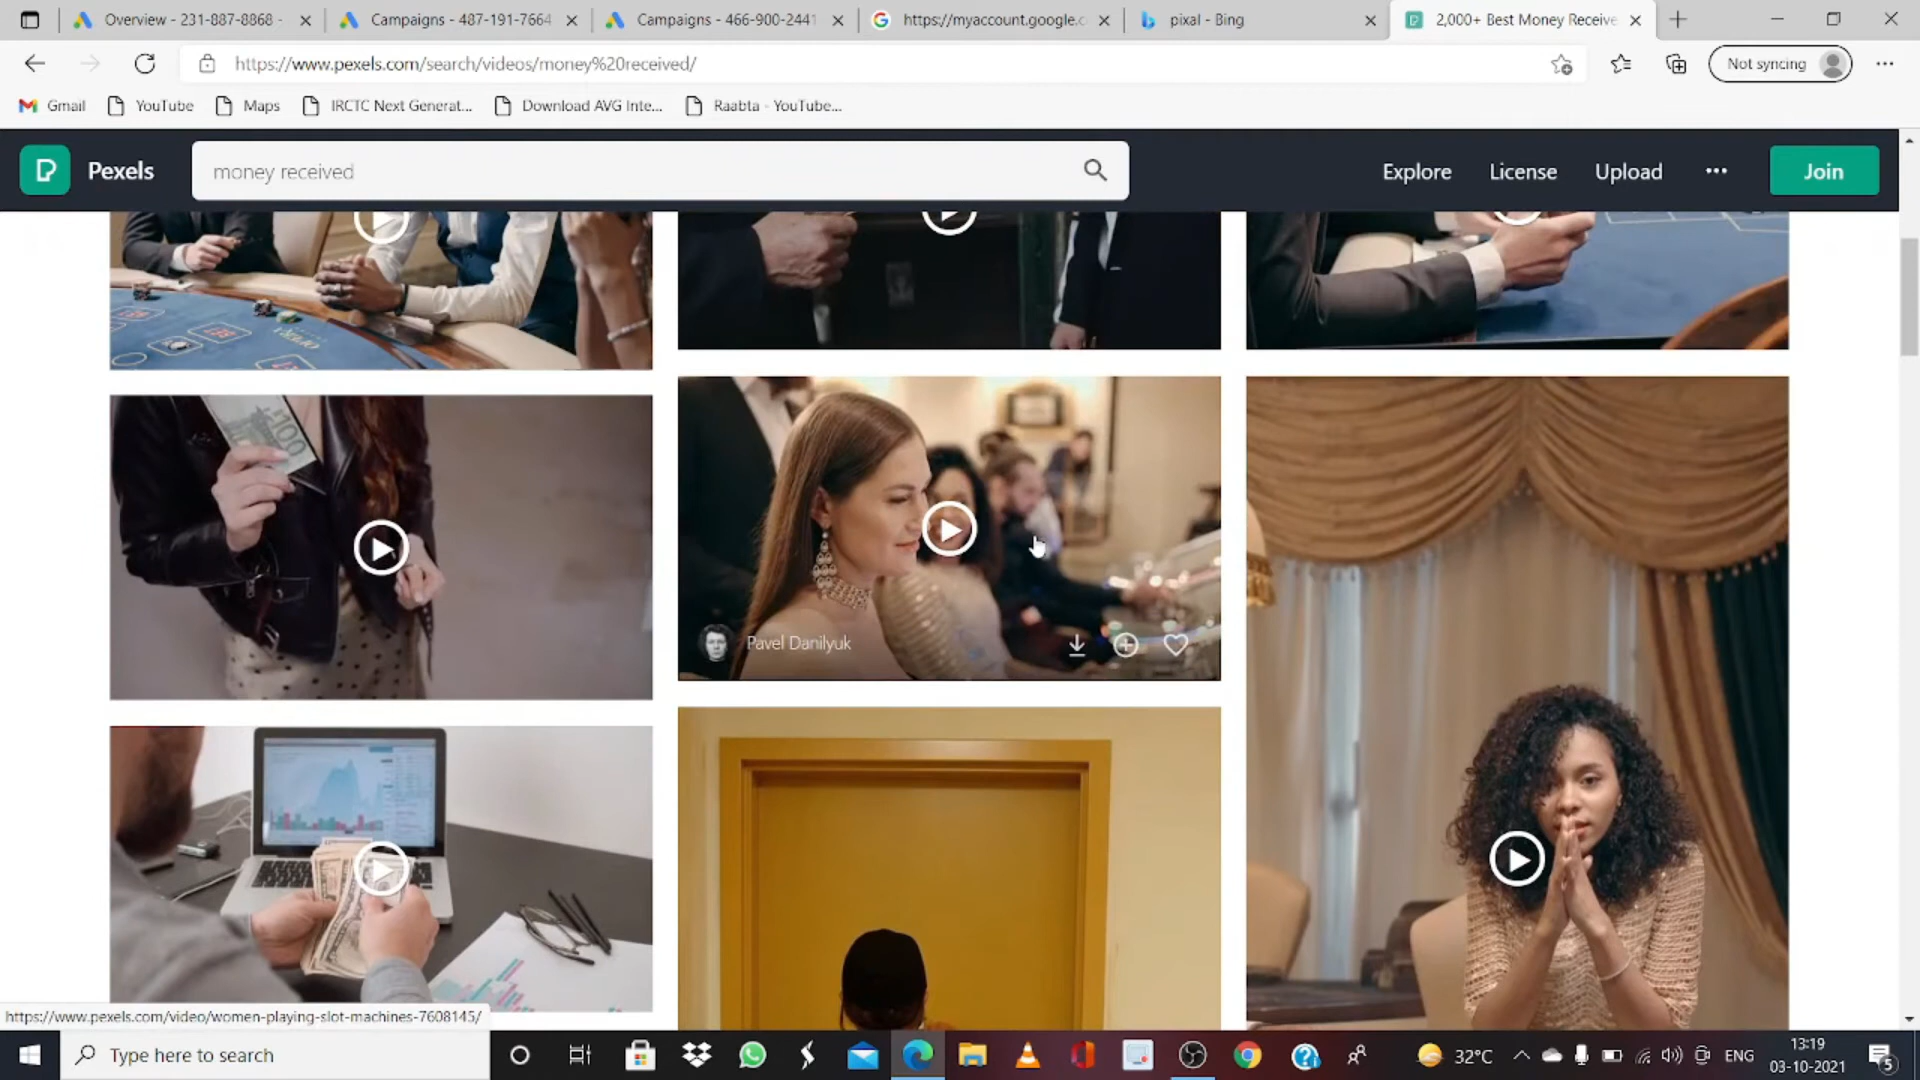 Overview - 231-887-8868 -
Campaigns - 487-191-7664
Campaigns - 466-900-2441
https://myaccount.google.c
pixal - Bing
2,000+ Best Money Receive
https://www.pexels.com/search/videos/money%20received/
Not syncing
Gmail
YouTube
Maps
IRCTC Next Generat...
Download AVG Inte...
Raabta - YouTube...
Pexels
money received
Explore
License
Upload
Join
100
Pavel Danilyuk
https://www.pexels.com/video/women-playing-slot-machines-7608145/
Type here to search
32°C
ENG
13:19
03-10-2021
5